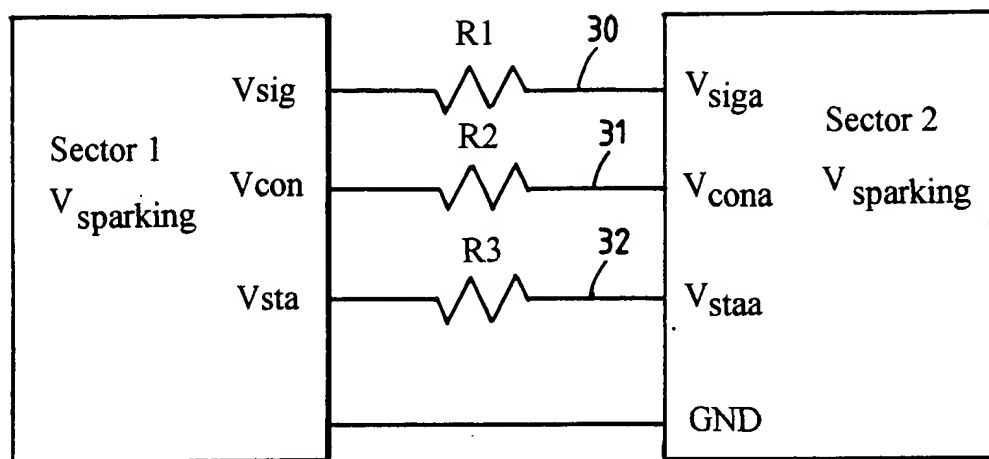 R1
30
Vsig
Vsiga
R2
31
Sector 1
Sector 2
Vcon
Vcona
Vsparking
Vsparking
R3
32
Vsta
Vstaa
GND